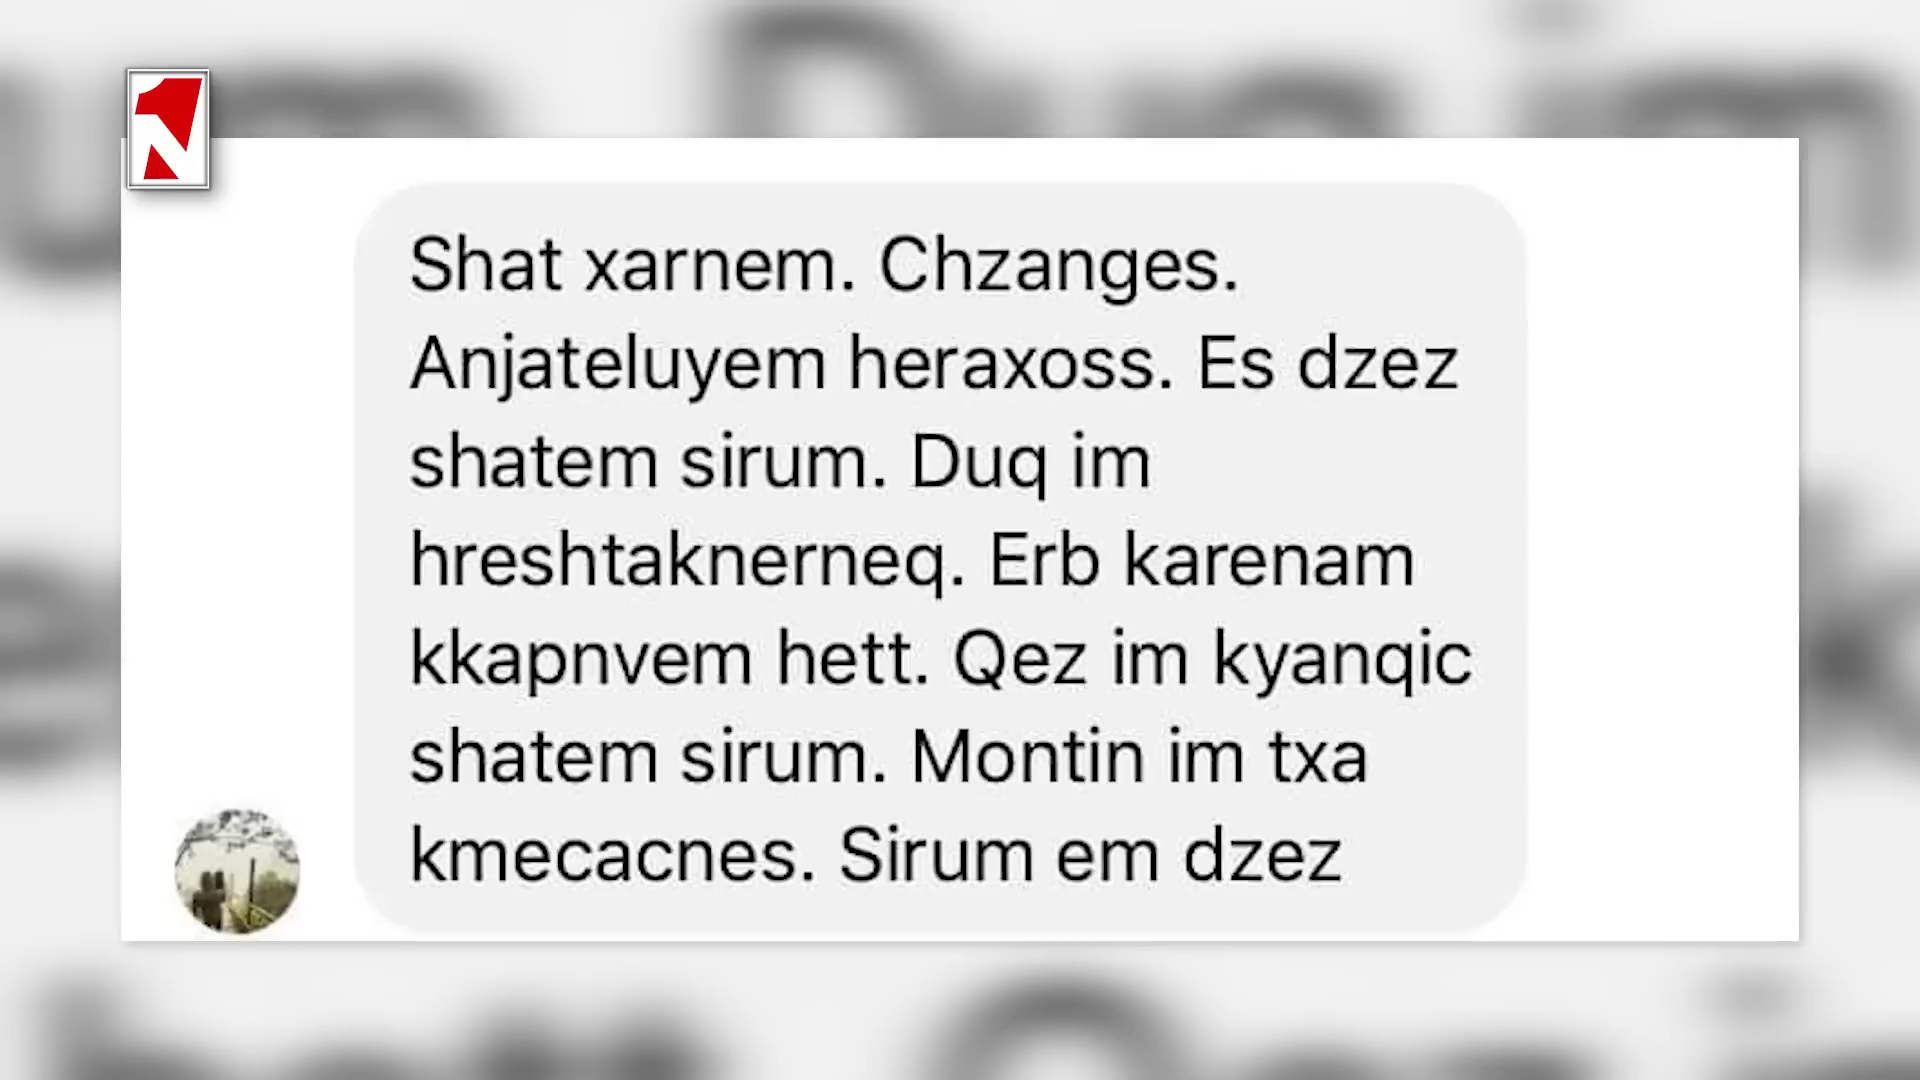 Shat xarnem. Chzanges.
Anjateluyem heraxoss. Es dzez
shatem sirum. Duq im
hreshtaknerneq. Erb karenam
kkapnvem hett. Qez im kyanqic
shatem sirum. Montin im txa
kmecacnes. Sirum em dzez